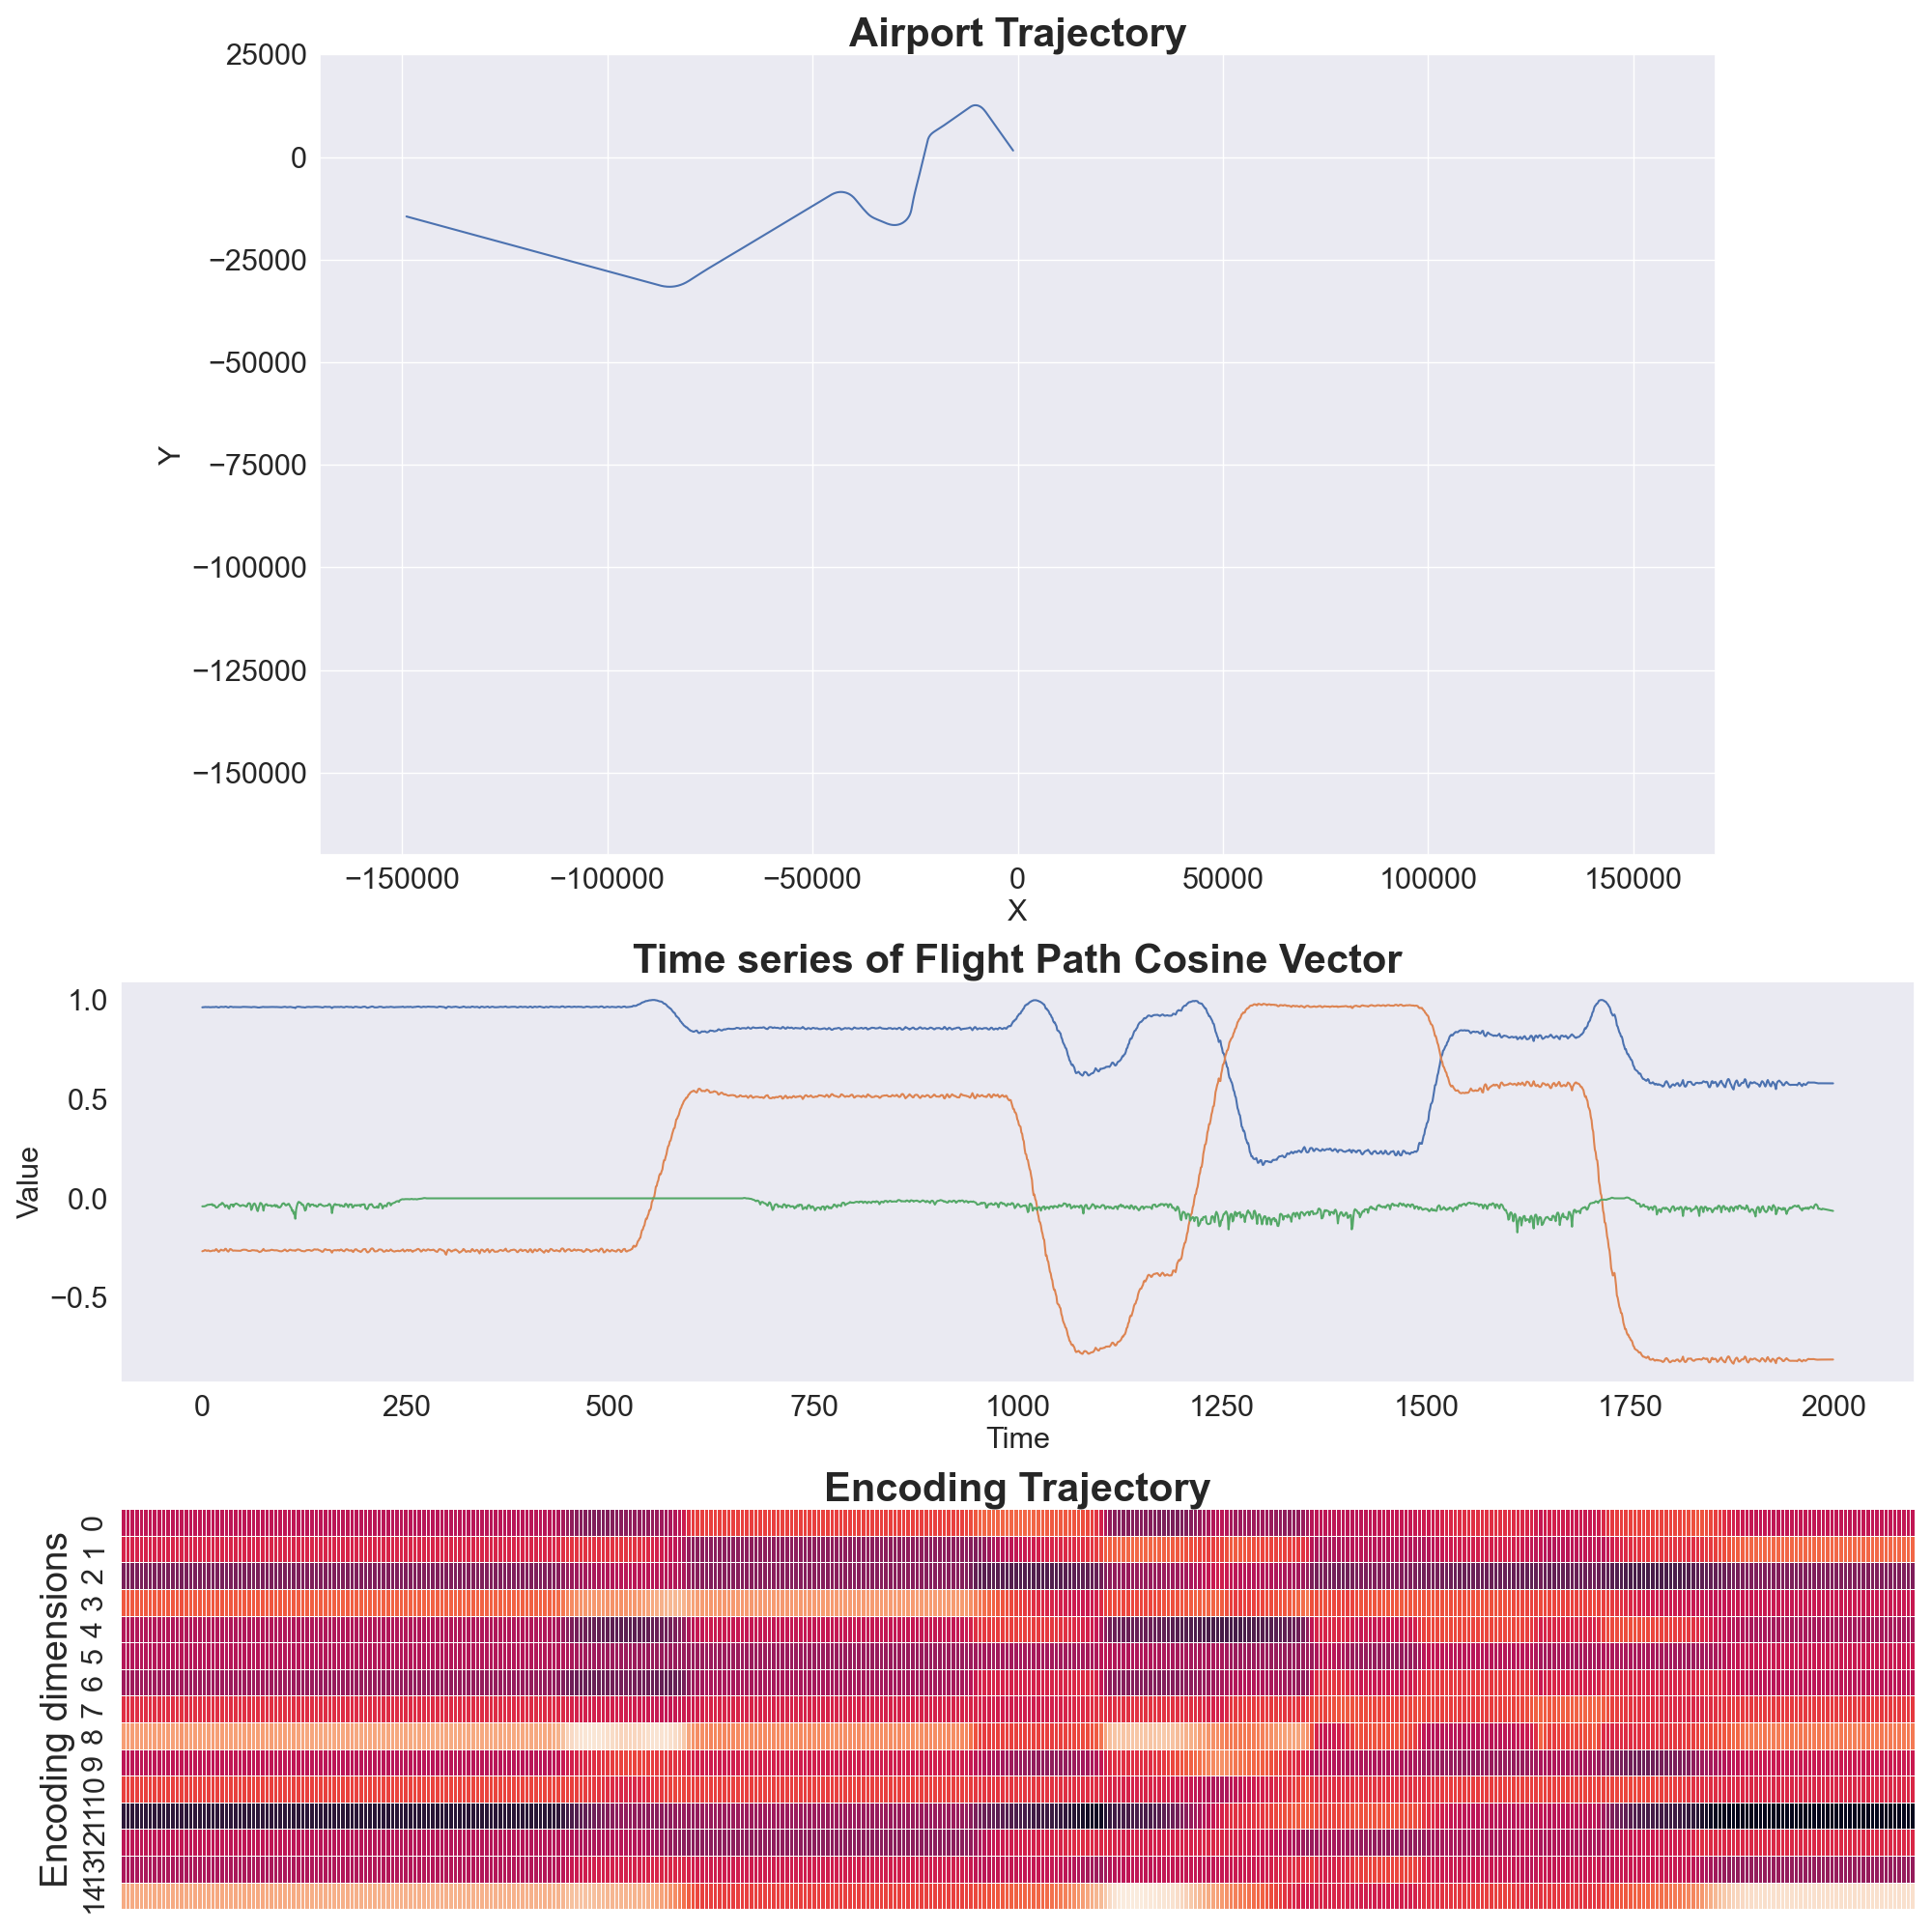 Airport Trajectory
25000
0
−25000
−50000
−75000
−100000
−125000
−150000
Y
−150000 −100000 −50000 0 50000 100000 150000
X
Time series of Flight Path Cosine Vector
1.0
0.5
0.0
−0.5
Value
0 250 500 750 1000 1250 1500 1750 2000
Time
Encoding Trajectory
Encoding dimensions
0
1
2
3
4
5
6
7
8
9
10
11
12
13
14